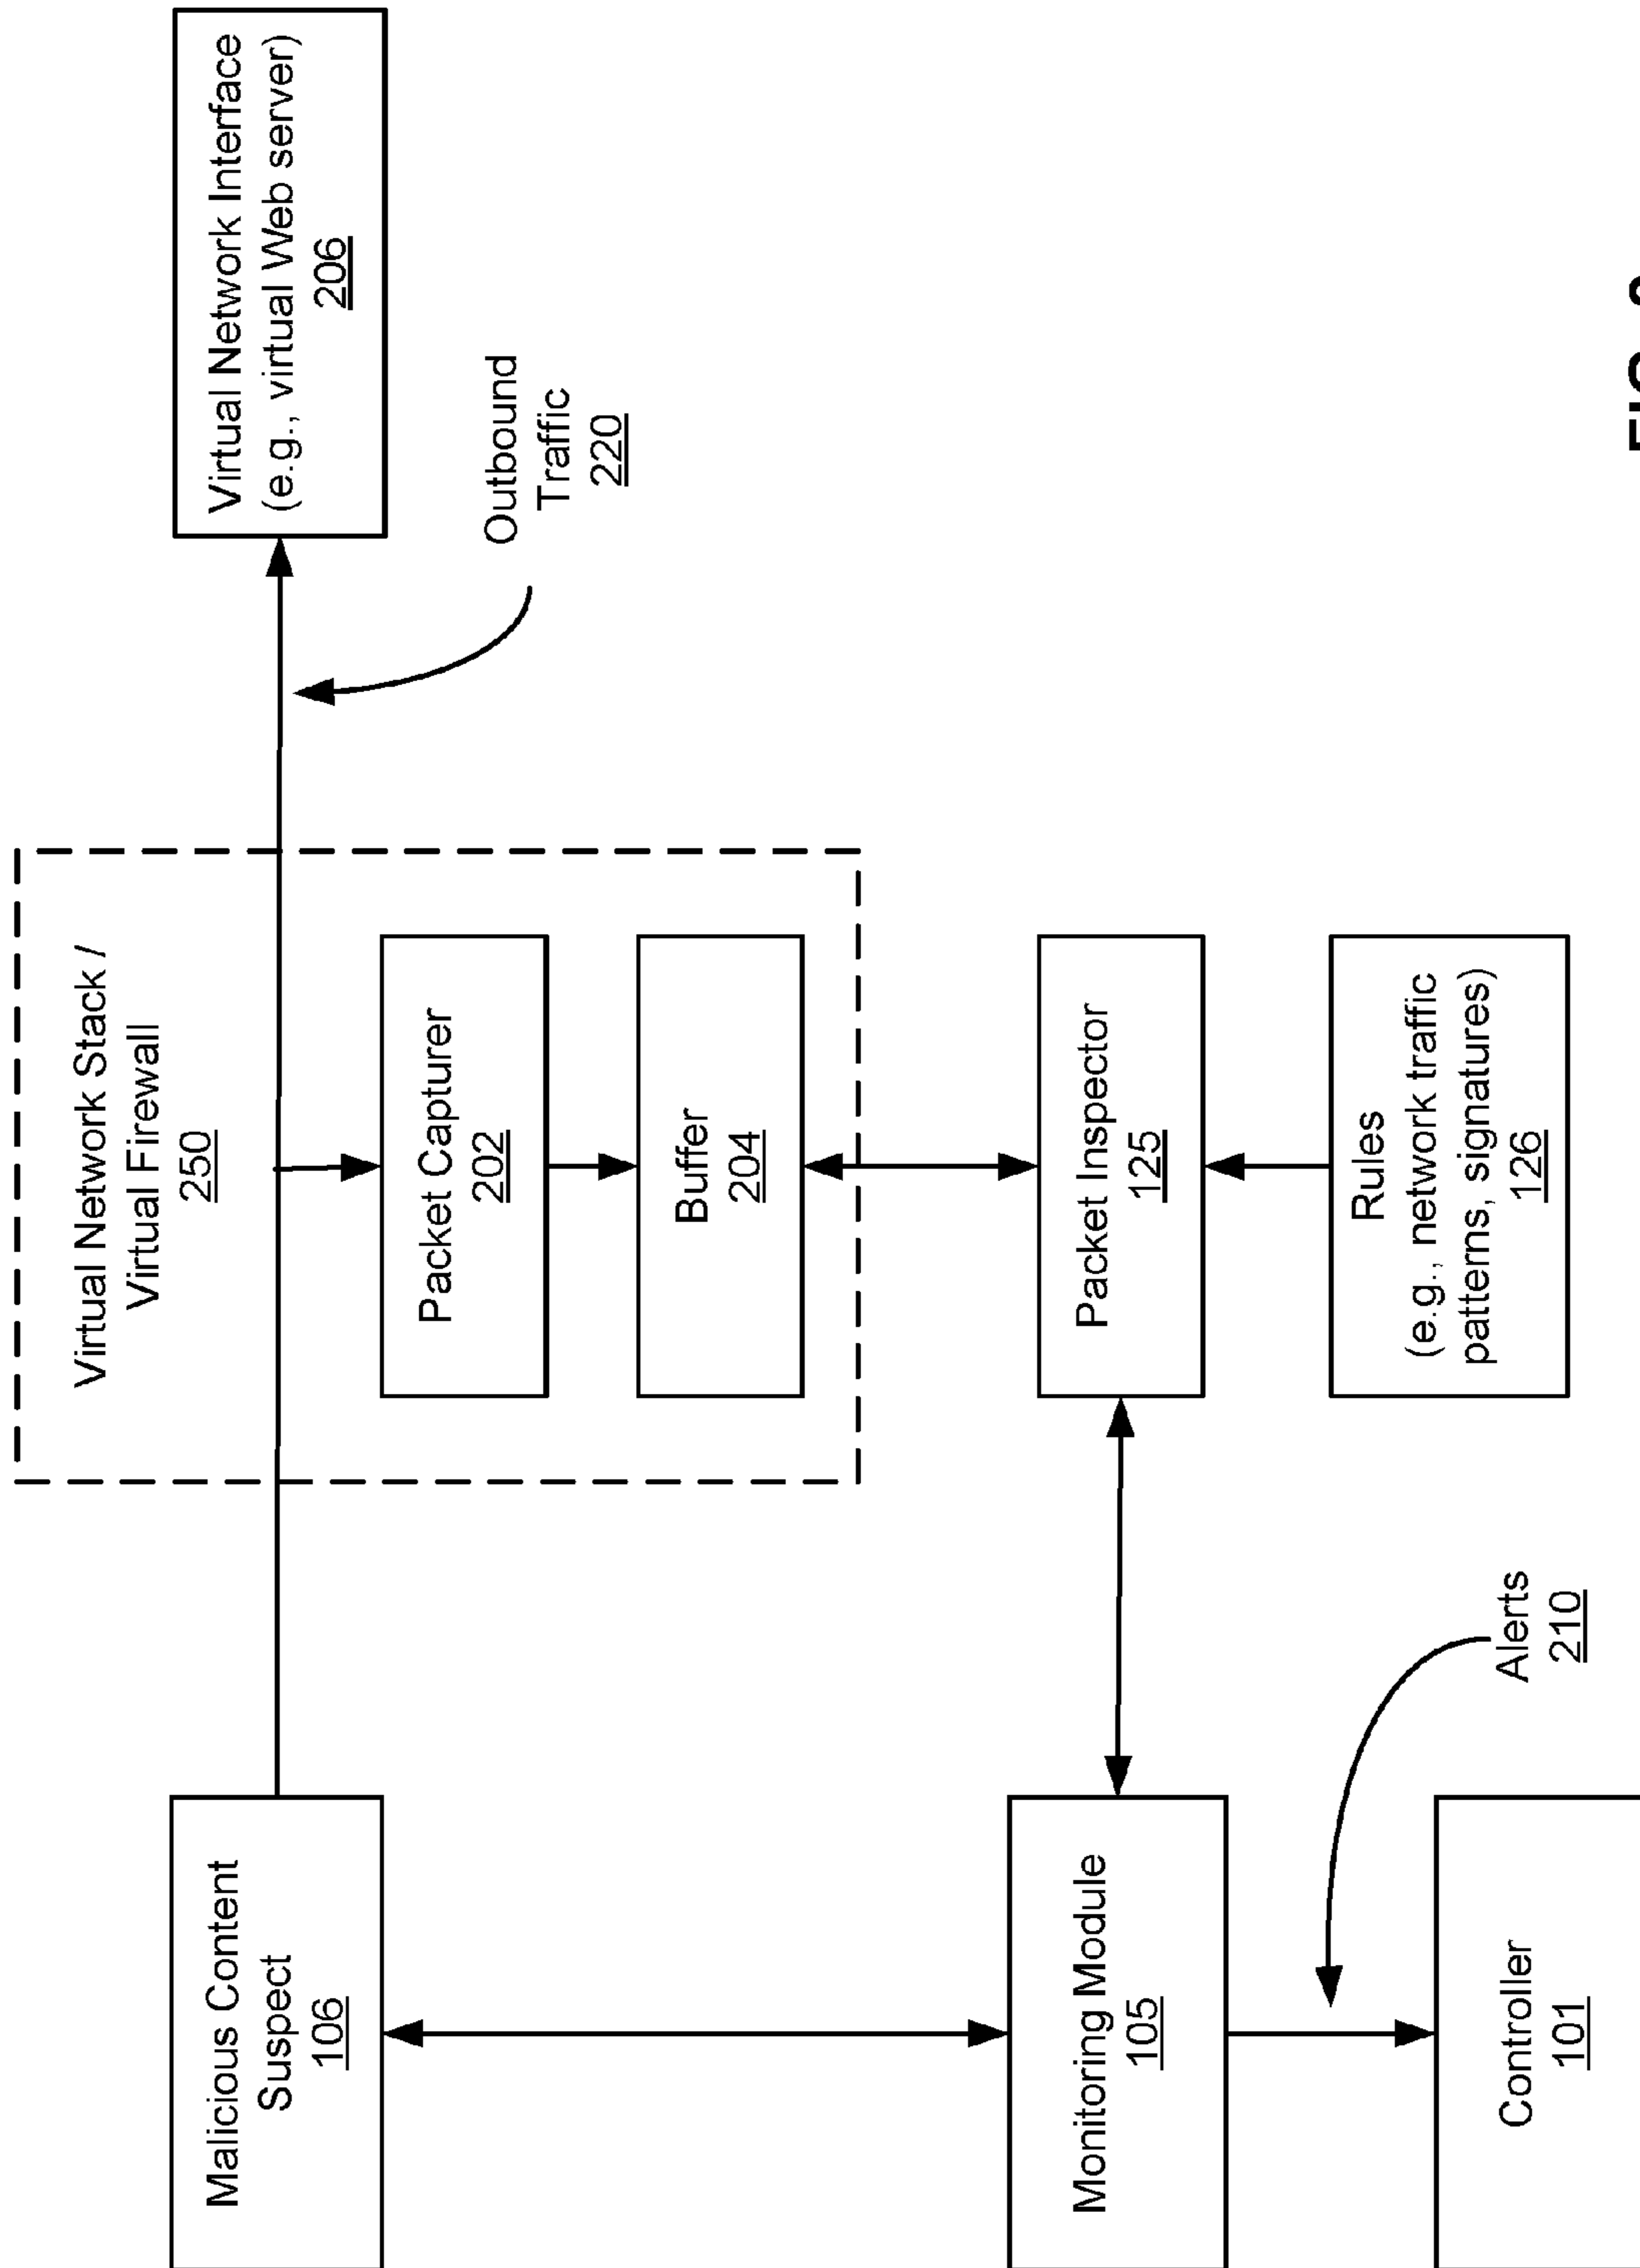 Malicious Content
Suspect
106
Virtual Network Stack /
Virtual Firewall
250
Packet Capturer
202
Buffer
204
Virtual Network Interface
(e.g., virtual Web server)
206
Outbound
Traffic
220
Monitoring Module
105
Packet Inspector
125
Rules
(e.g., network traffic
patterns, signatures)
126
Alerts
210
Controller
101
FIG.